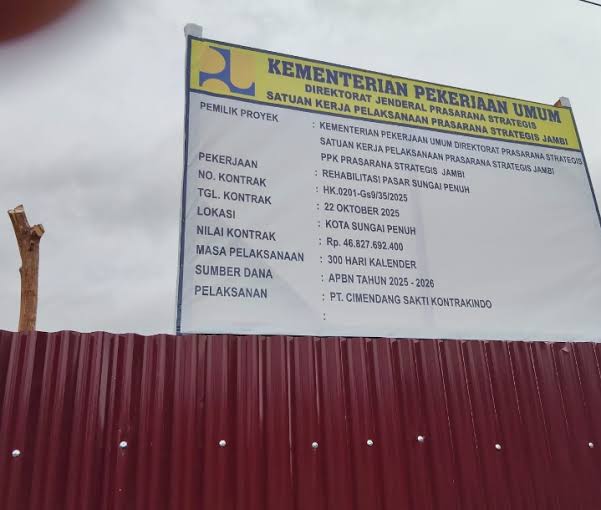 KEMENTERIAN PEKERJAAN UMUM
DIREKTORAT JENDERAL PRASARANA STRATEGIS
SATUAN KERJA PELAKSANAAN PRASARANA STRATEGIS JAMBI
PEMILIK PROYEK : KEMENTERIAN PEKERJAAN UMUM DIREKTORAT PRASARANA STRATEGIS
SATUAN KERJA PELAKSANAAN PRASARANA STRATEGIS JAMBI
PPK PRASARANA STRATEGIS JAMBI
PEKERJAAN : REHABILITASI PASAR SUNGAI PENUH
NO. KONTRAK : HK.0201-Gs9/35/2025
TGL. KONTRAK : 22 OKTOBER 2025
LOKASI : KOTA SUNGAI PENUH
NILAI KONTRAK : Rp. 46.827.692.400
MASA PELAKSANAAN : 300 HARI KALENDER
SUMBER DANA : APBN TAHUN 2025 - 2026
PELAKSANAN : PT. CIMENDANG SAKTI KONTRAKINDO
: